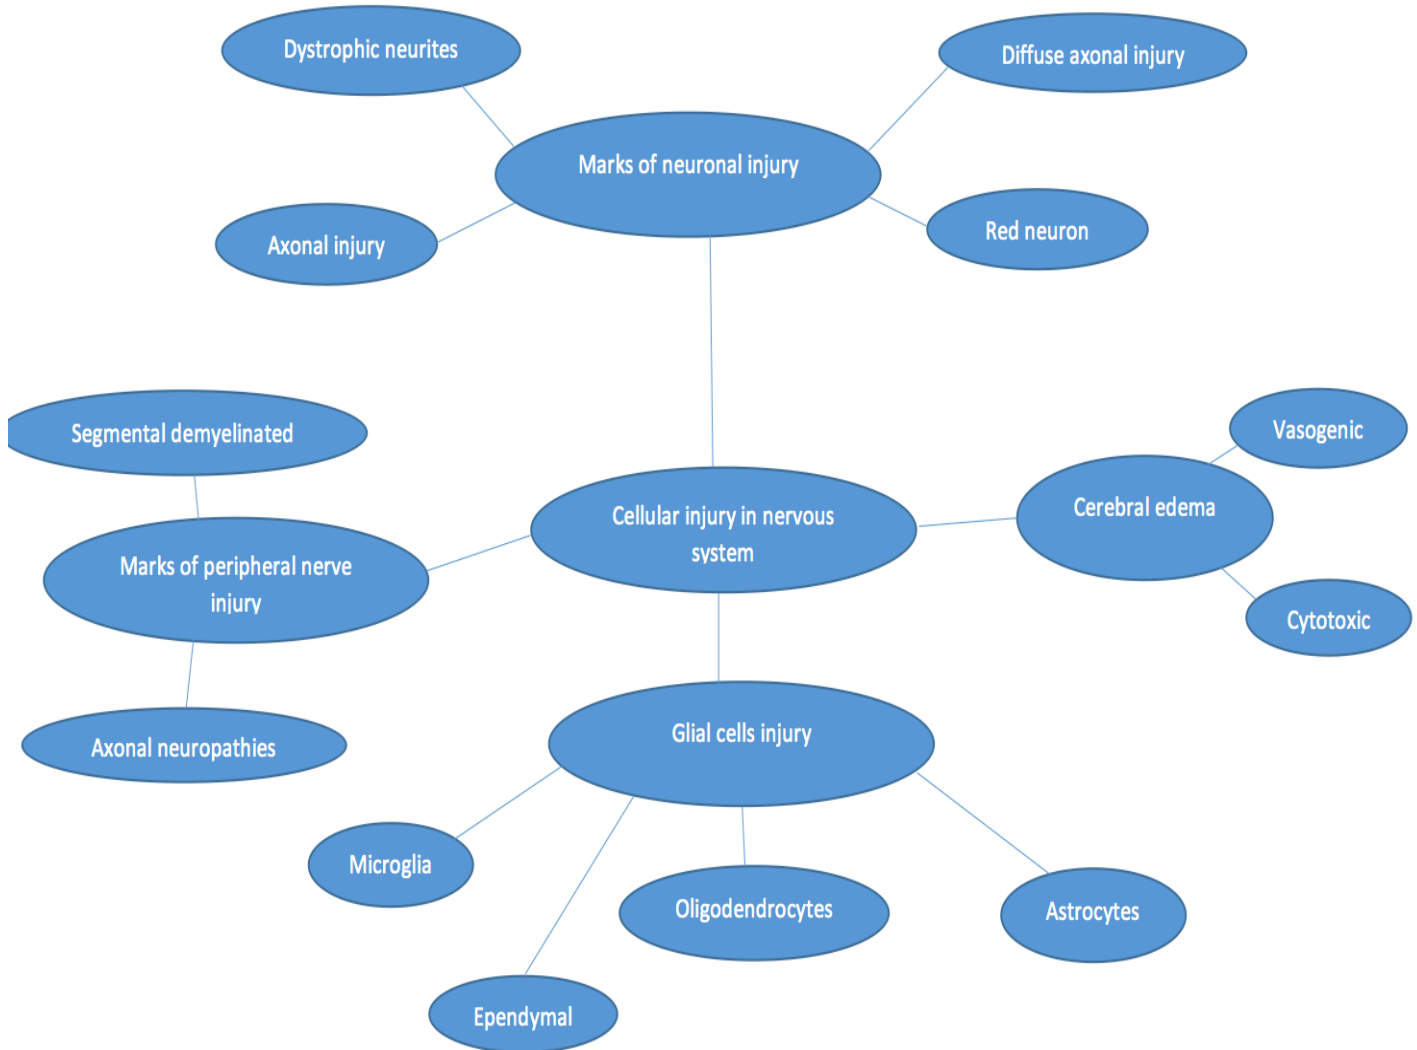 Dystrophic neurites
Diffuse axonal injury
Marks of neuronal injury
Axonal injury
Red neuron
Segmental demyelinated
Vasogenic
Cellular injury in nervous
system
Cerebral edema
Marks of peripheral nerve
injury
Cytotoxic
Axonal neuropathies
Glial cells injury
Microglia
Oligodendrocytes
Astrocytes
Ependymal